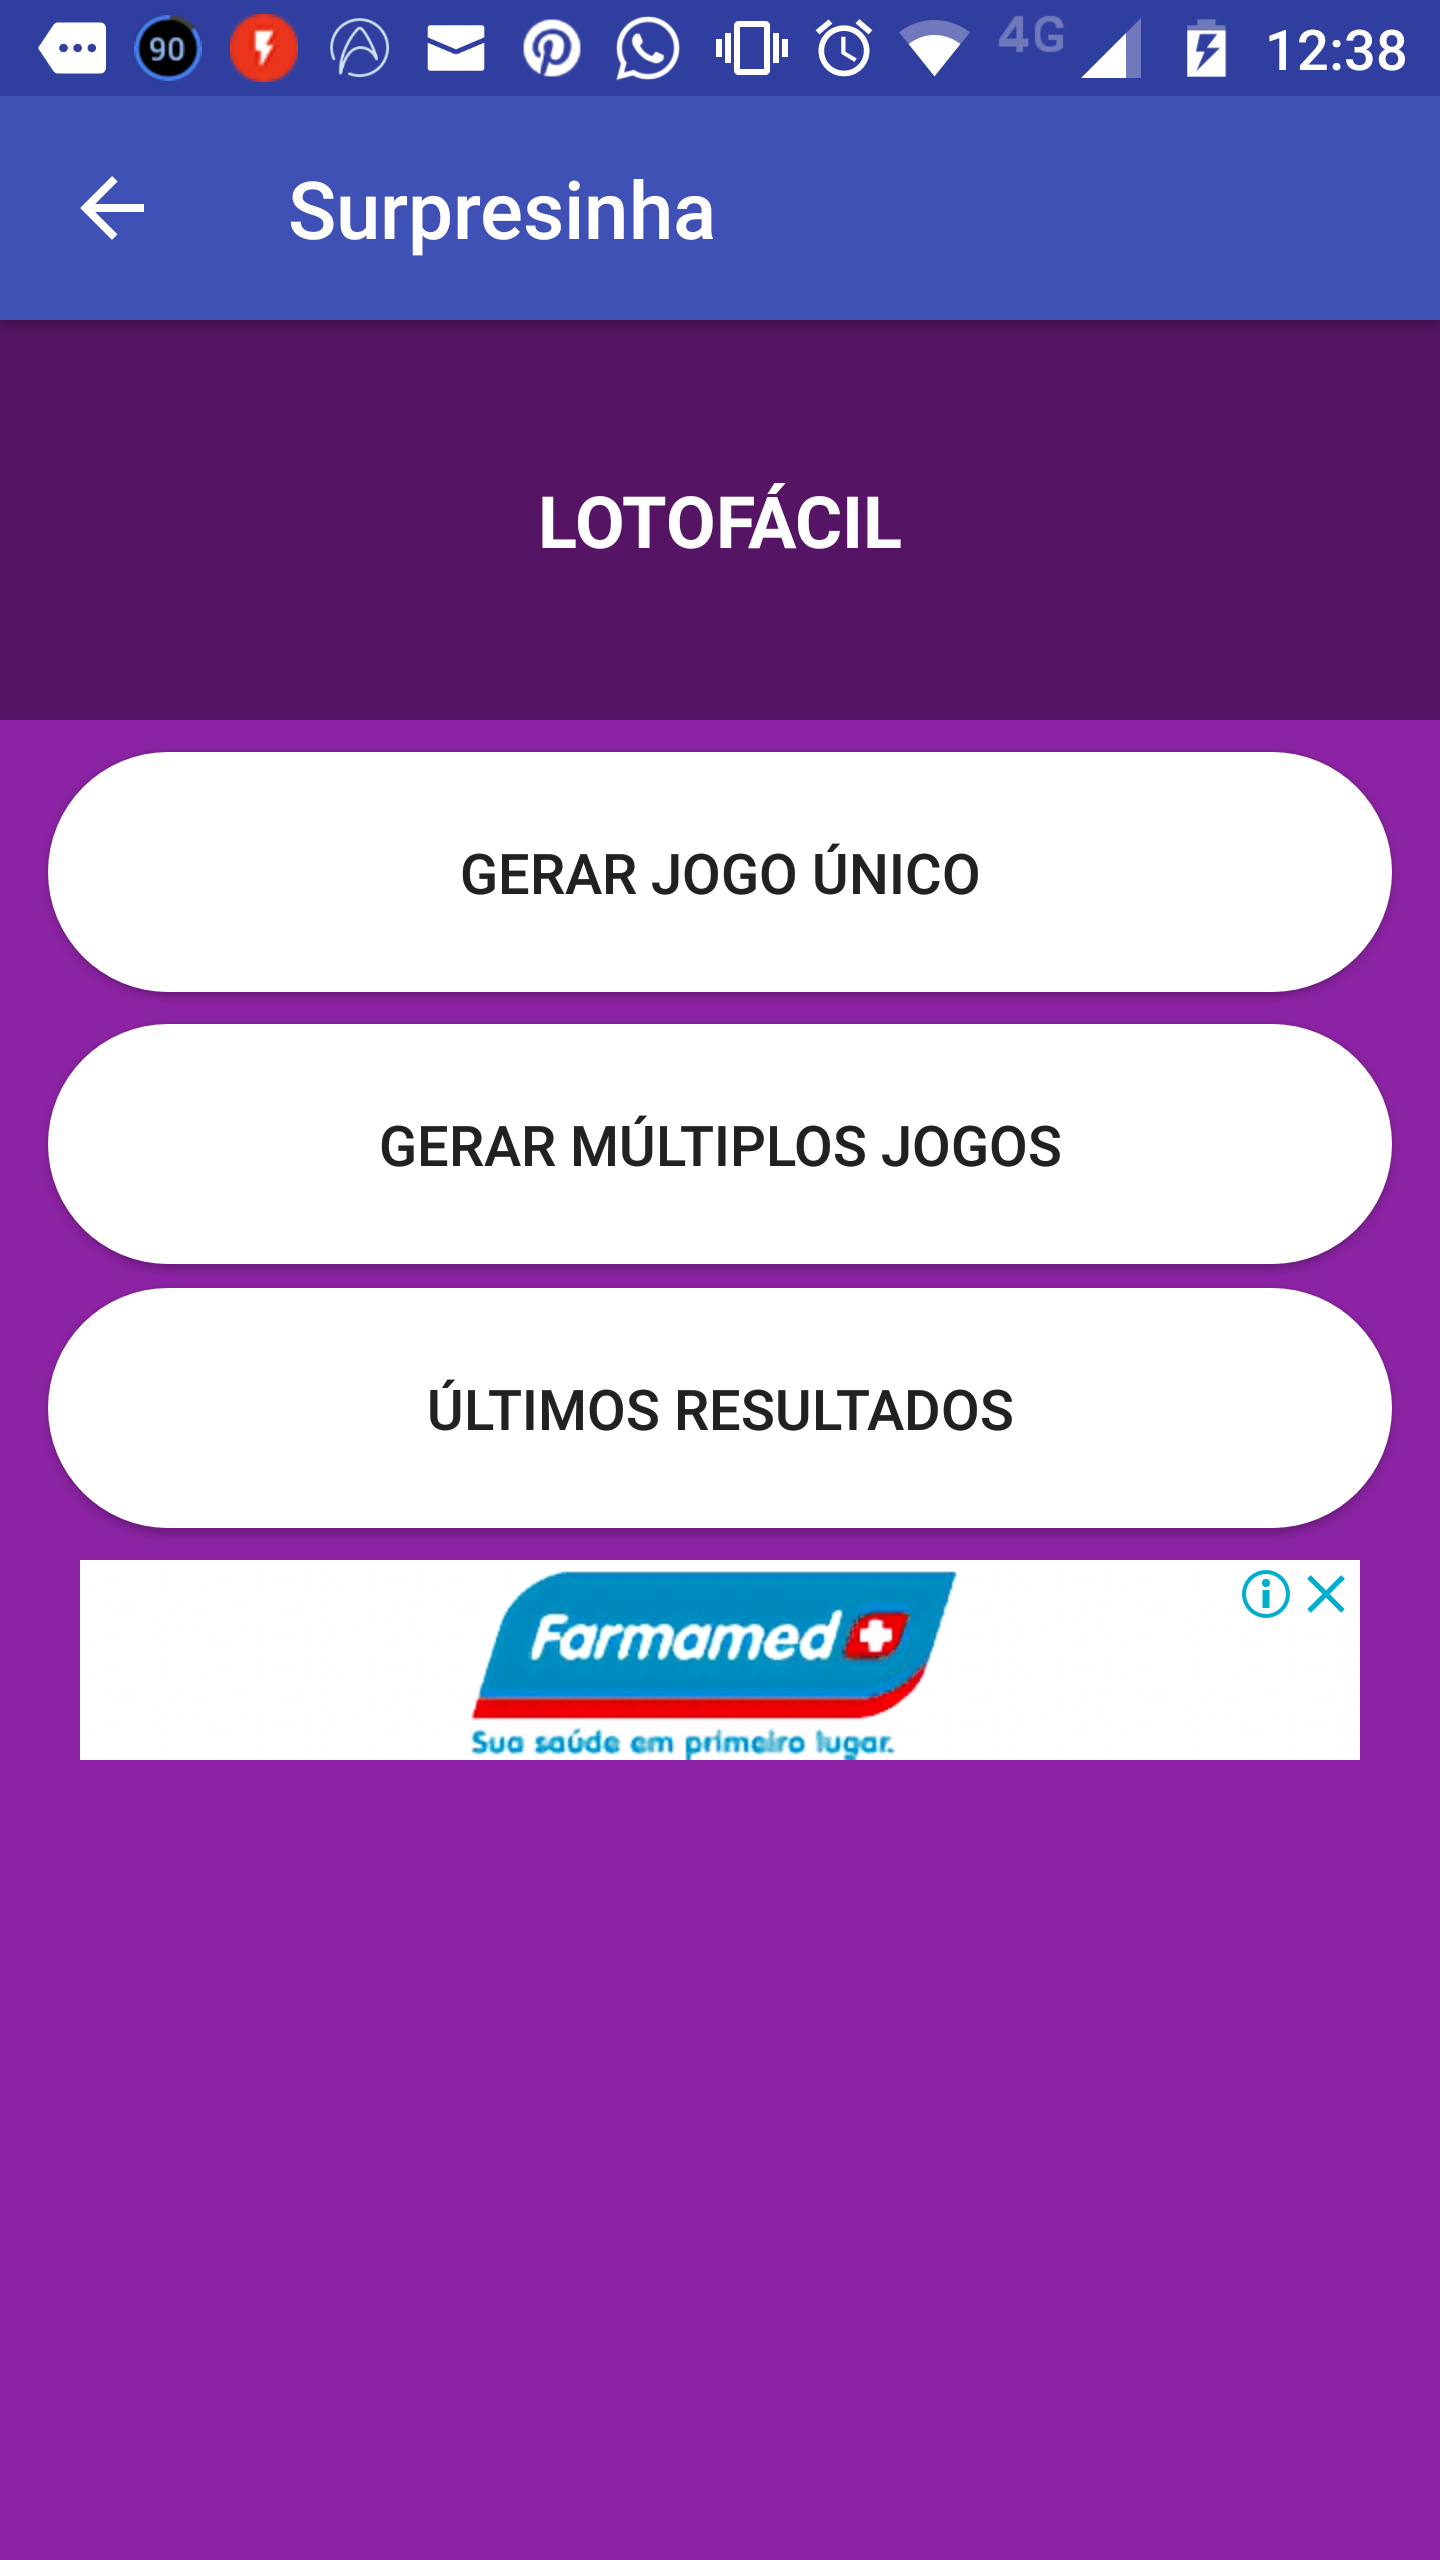 90
4G
12:38
Surpresinha
LOTOFÁCIL
GERAR JOGO ÚNICO
GERAR MÚLTIPLOS JOGOS
ÚLTIMOS RESULTADOS
Farmamed
Sua saúde em primeiro lugar.